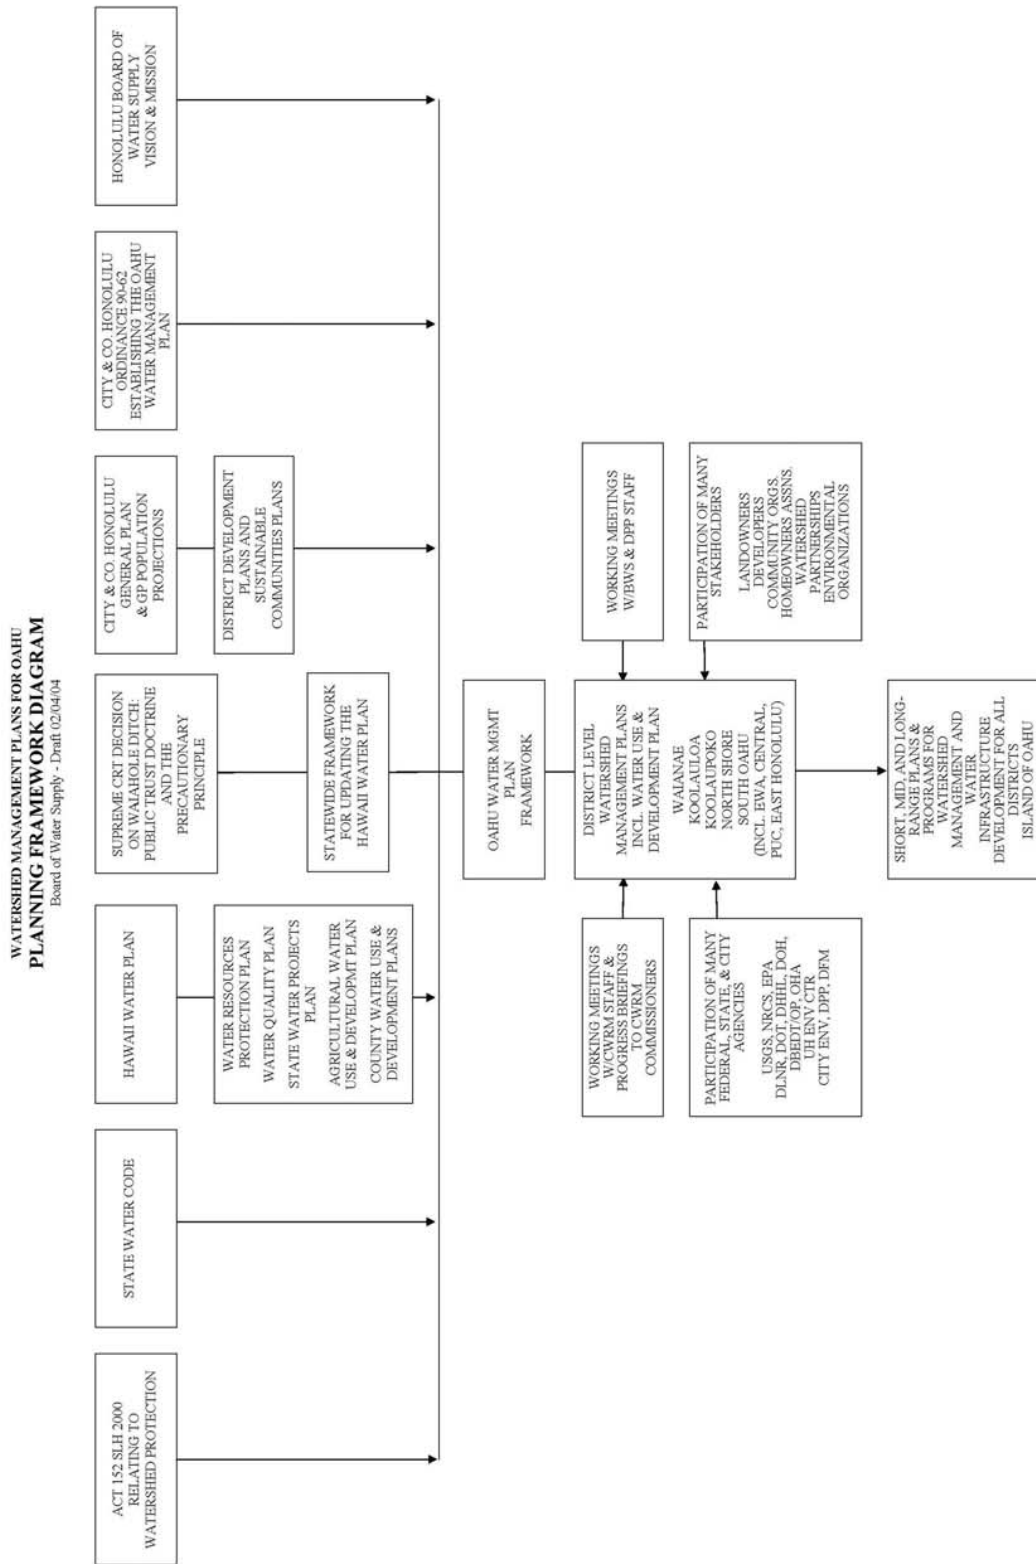 WATERSHED MANAGEMENT PLANS FOR OAHU
PLANNING FRAMEWORK DIAGRAM
Board of Water Supply - Draft 02/04/04
ACT 152 SLH 2000
RELATING TO
WATERSHED PROTECTION
STATE WATER CODE
HAWAII WATER PLAN
WATER RESOURCES
PROTECTION PLAN
WATER QUALITY PLAN
STATE WATER PROJECTS
PLAN
AGRICULTURAL WATER
USE & DEVELOPMT PLAN
COUNTY WATER USE &
DEVELOPMENT PLANS
SUPREME CRT DECISION
ON WAIAHOLE DITCH:
PUBLIC TRUST DOCTRINE
AND THE
PRECAUTIONARY
PRINCIPLE
STATEWIDE FRAMEWORK
FOR UPDATING THE
HAWAII WATER PLAN
CITY & CO. HONOLULU
GENERAL PLAN
& GP POPULATION
PROJECTIONS
DISTRICT DEVELOPMENT
PLANS AND
SUSTAINABLE
COMMUNITIES PLANS
CITY & CO. HONOLULU
ORDINANCE 90-62
ESTABLISHING THE OAHU
WATER MANAGEMENT
PLAN
HONOLULU BOARD OF
WATER SUPPLY
VISION & MISSION
OAHU WATER MGMT
PLAN
FRAMEWORK
WORKING MEETINGS
W/CWRM STAFF &
PROGRESS BRIEFINGS
TO CWRM
COMMISSIONERS
PARTICIPATION OF MANY
FEDERAL, STATE, & CITY
AGENCIES
USGS, NRCS, EPA
DLNR, DOT, DHHL, DOH,
DBEDT/OP, OHA
UH ENV CTR
CITY ENV, DPP, DFM
DISTRICT LEVEL
WATERSHED
MANAGEMENT PLANS
INCL. WATER USE &
DEVELOPMENT PLAN
WAIANAE
KOOLAULOA
KOOLAUPOKO
NORTH SHORE
SOUTH OAHU
(INCL. EWA, CENTRAL,
PUC, EAST HONOLULU)
WORKING MEETINGS
W/BWS & DPP STAFF
PARTICIPATION OF MANY
STAKEHOLDERS
LANDOWNERS
DEVELOPERS
COMMUNITY ORGS.
HOMEOWNERS ASSNS.
WATERSHED
PARTNERSHIPS
ENVIRONMENTAL
ORGANIZATIONS
SHORT, MID, AND LONG-
RANGE PLANS &
PROGRAMS FOR
WATERSHED
MANAGEMENT AND
WATER
INFRASTRUCTURE
DEVELOPMENT FOR ALL
DISTRICTS
ISLAND OF OAHU